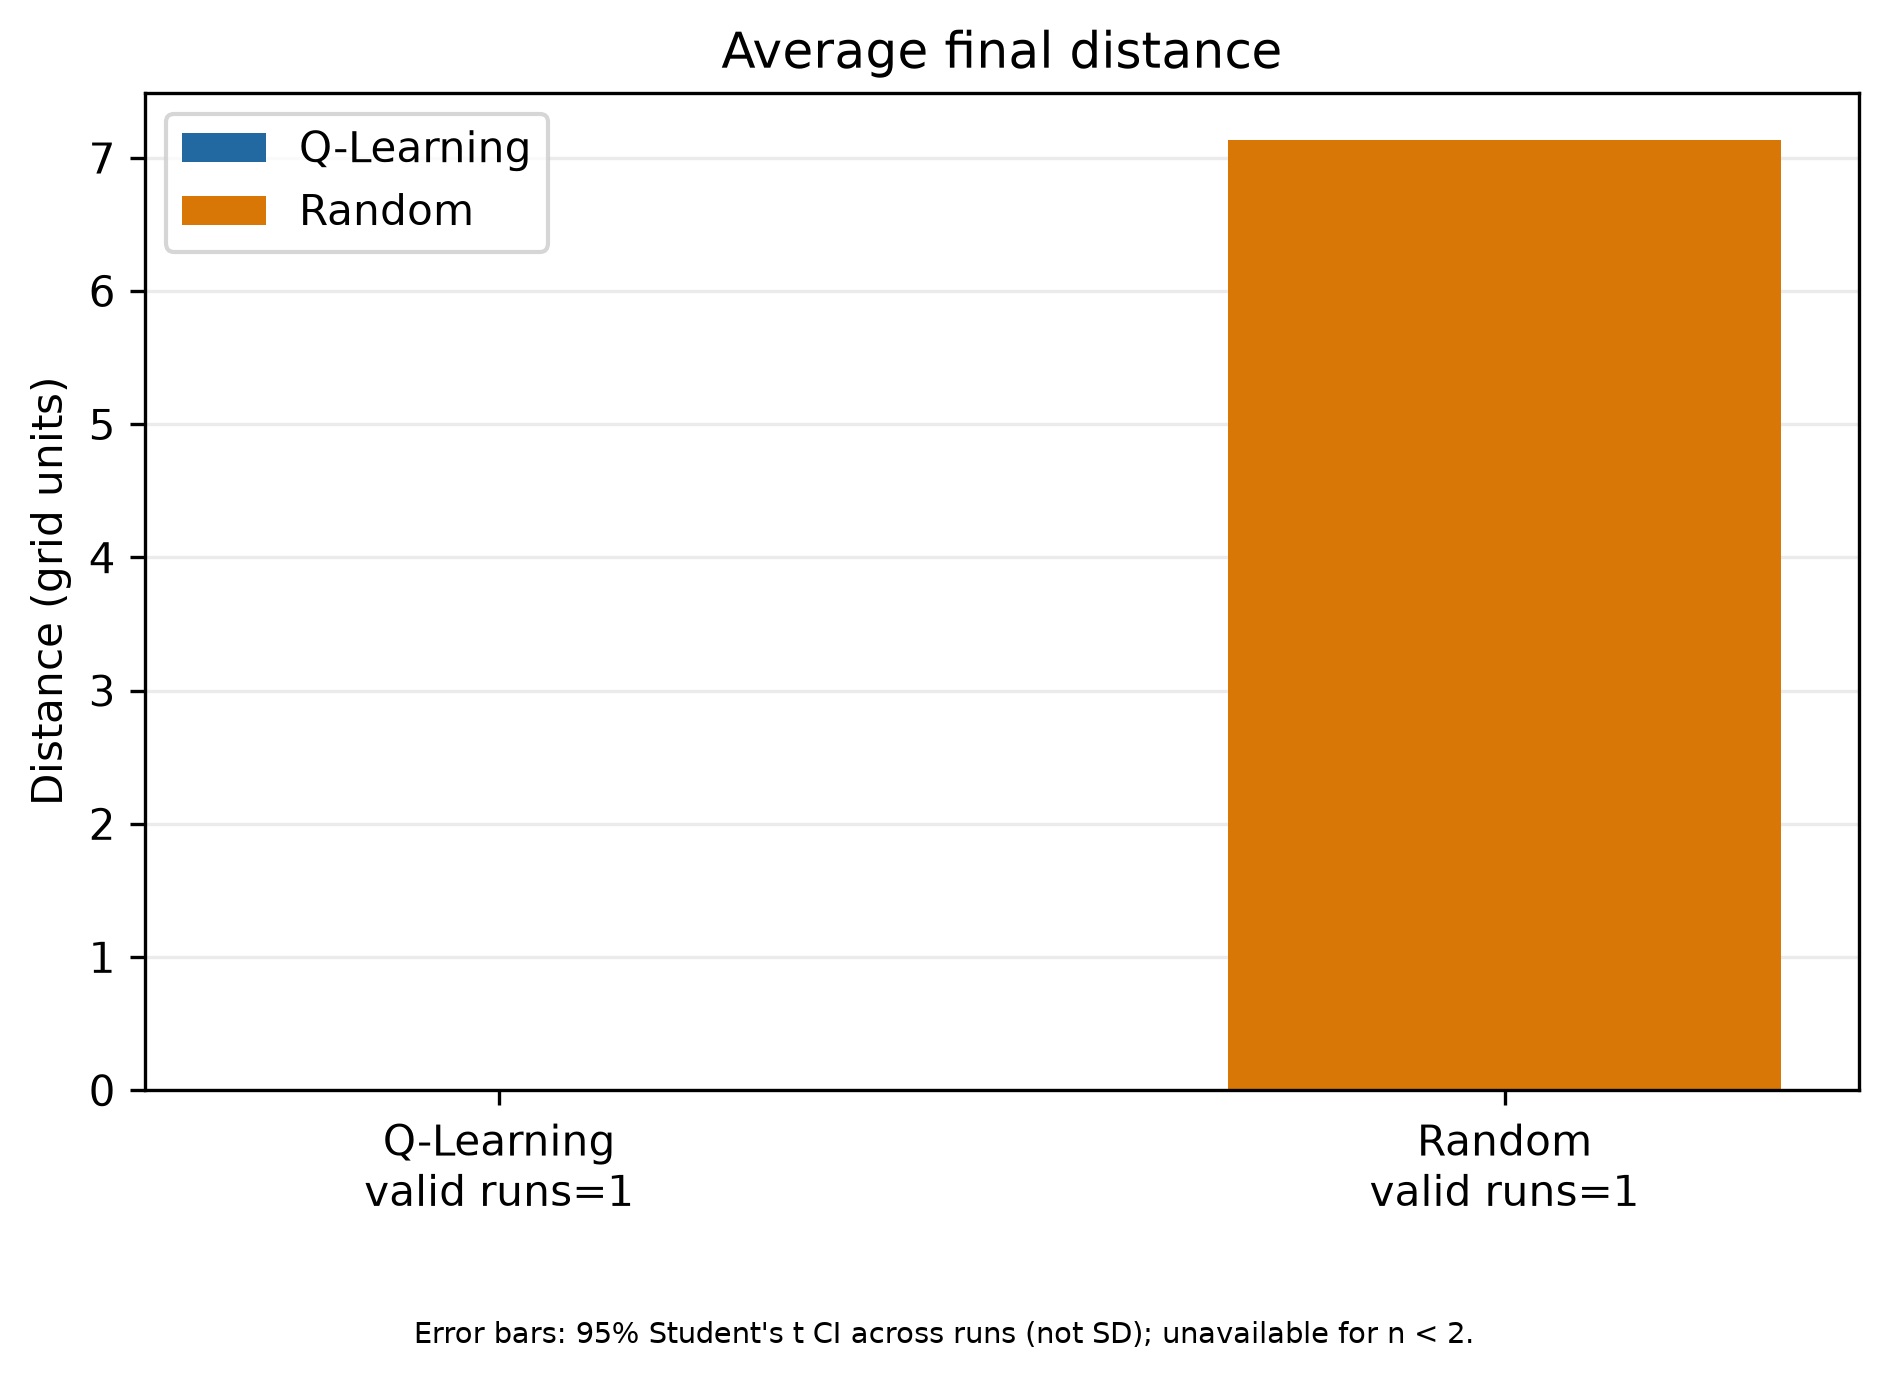 Average final distance
Q-Learning
Random
7
6
5
4
3
2
1
0
Distance (grid units)
Q-Learning
valid runs=1
Random
valid runs=1
Error bars: 95% Student's t CI across runs (not SD); unavailable for n < 2.